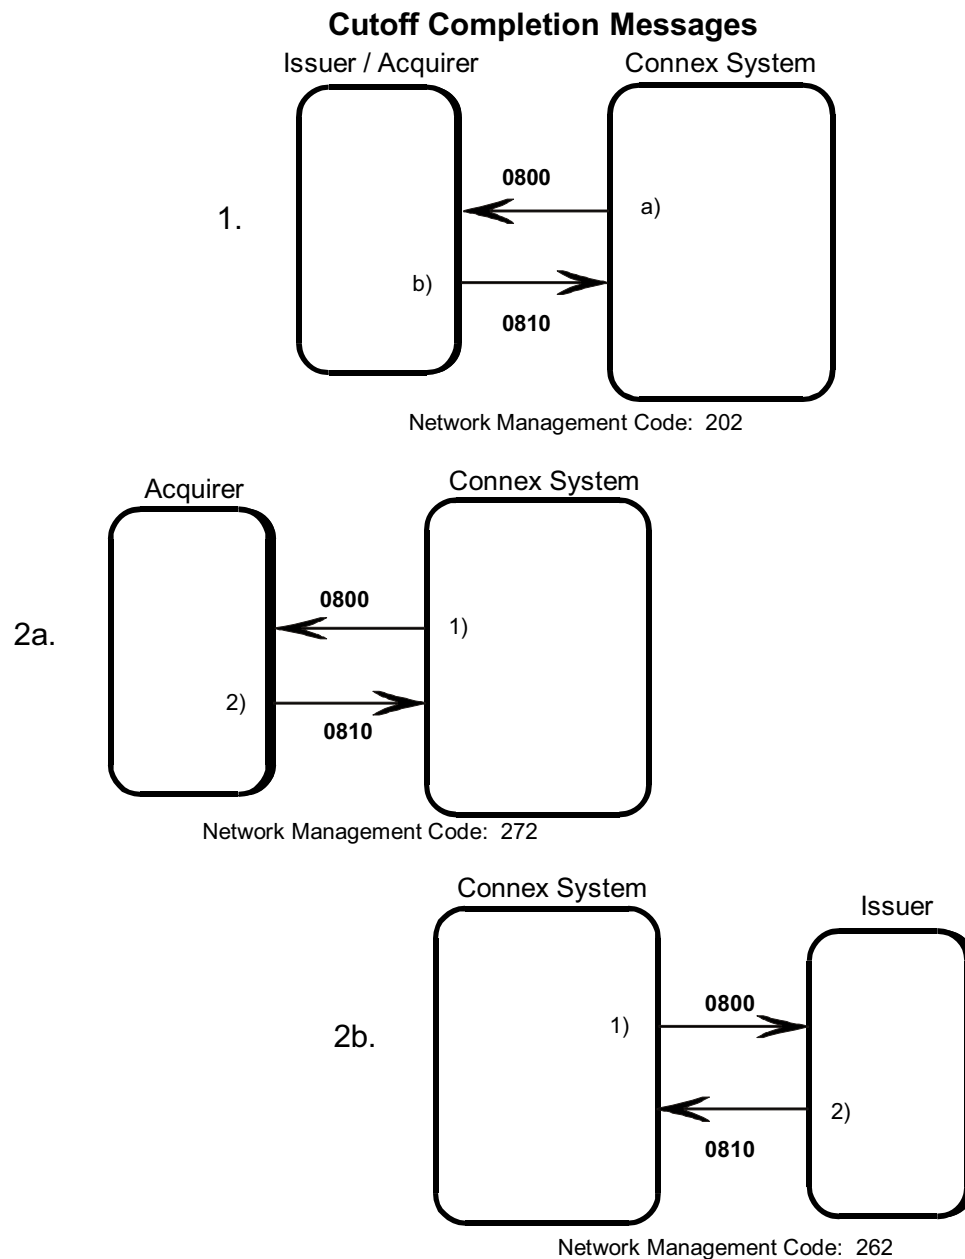 Cutoff Completion Messages
Issuer / Acquirer
Connex System
1.
0800
a)
b)
0810
Network Management Code:  202
Acquirer
Connex System
2a.
0800
1)
2)
0810
Network Management Code:  272
Connex System
Issuer
2b.
0800
1)
2)
0810
Network Management Code:  262